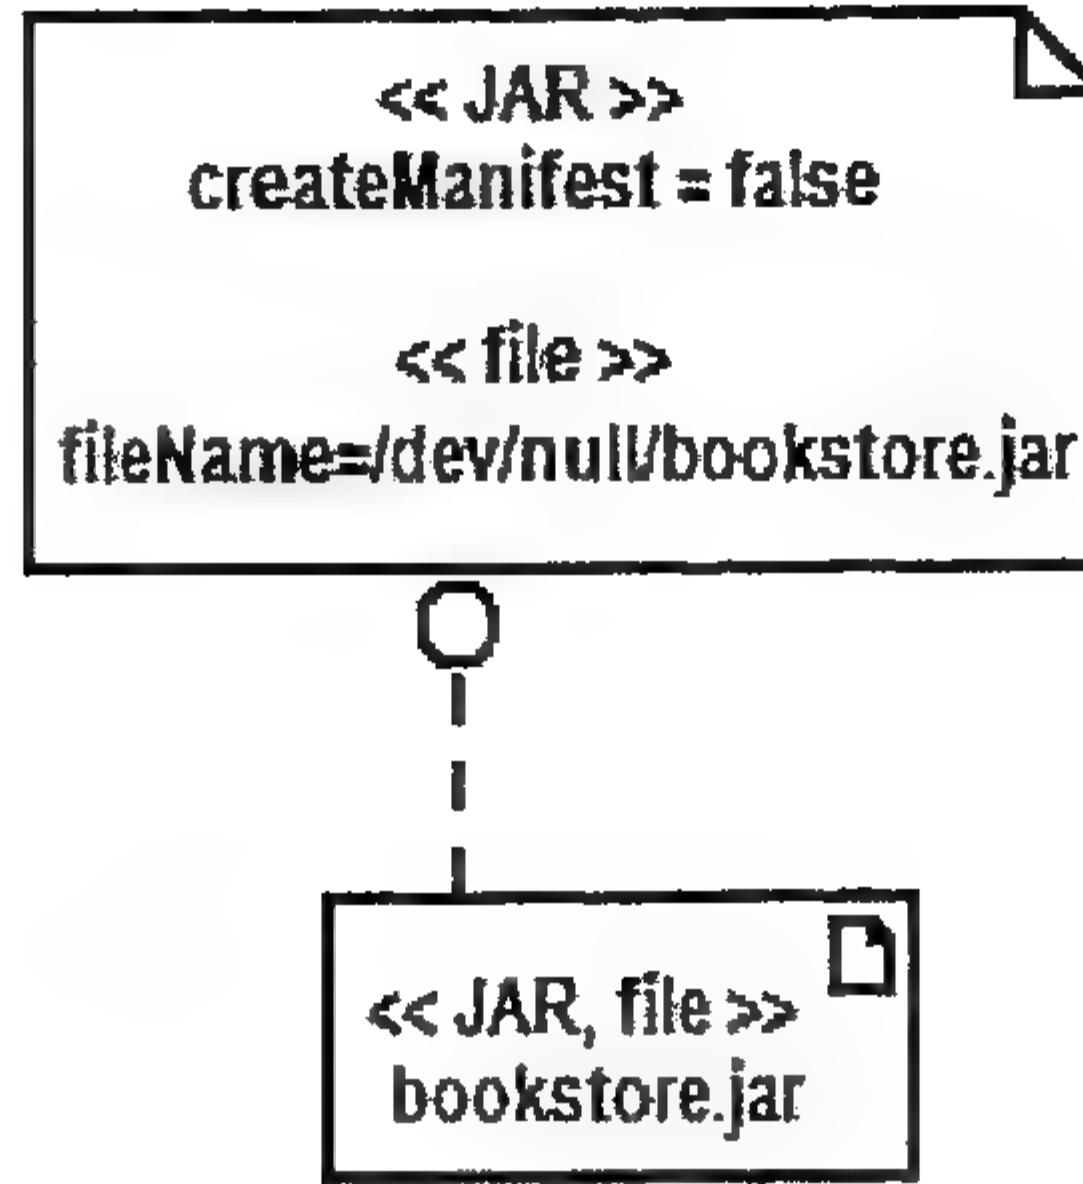 << JAR >>
createManifest = false
<< file >>
fileName=/dev/null/bookstore.jar
<< JAR, file >>
bookstore.jar